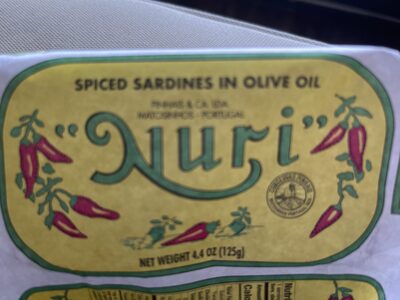 SPICED SARDINES IN OLIVE OIL
PINHAIS & CA. LDA.
MATOSINHOS - PORTUGAL
"Nuri"
NET WEIGHT 4,4 OZ (125g)